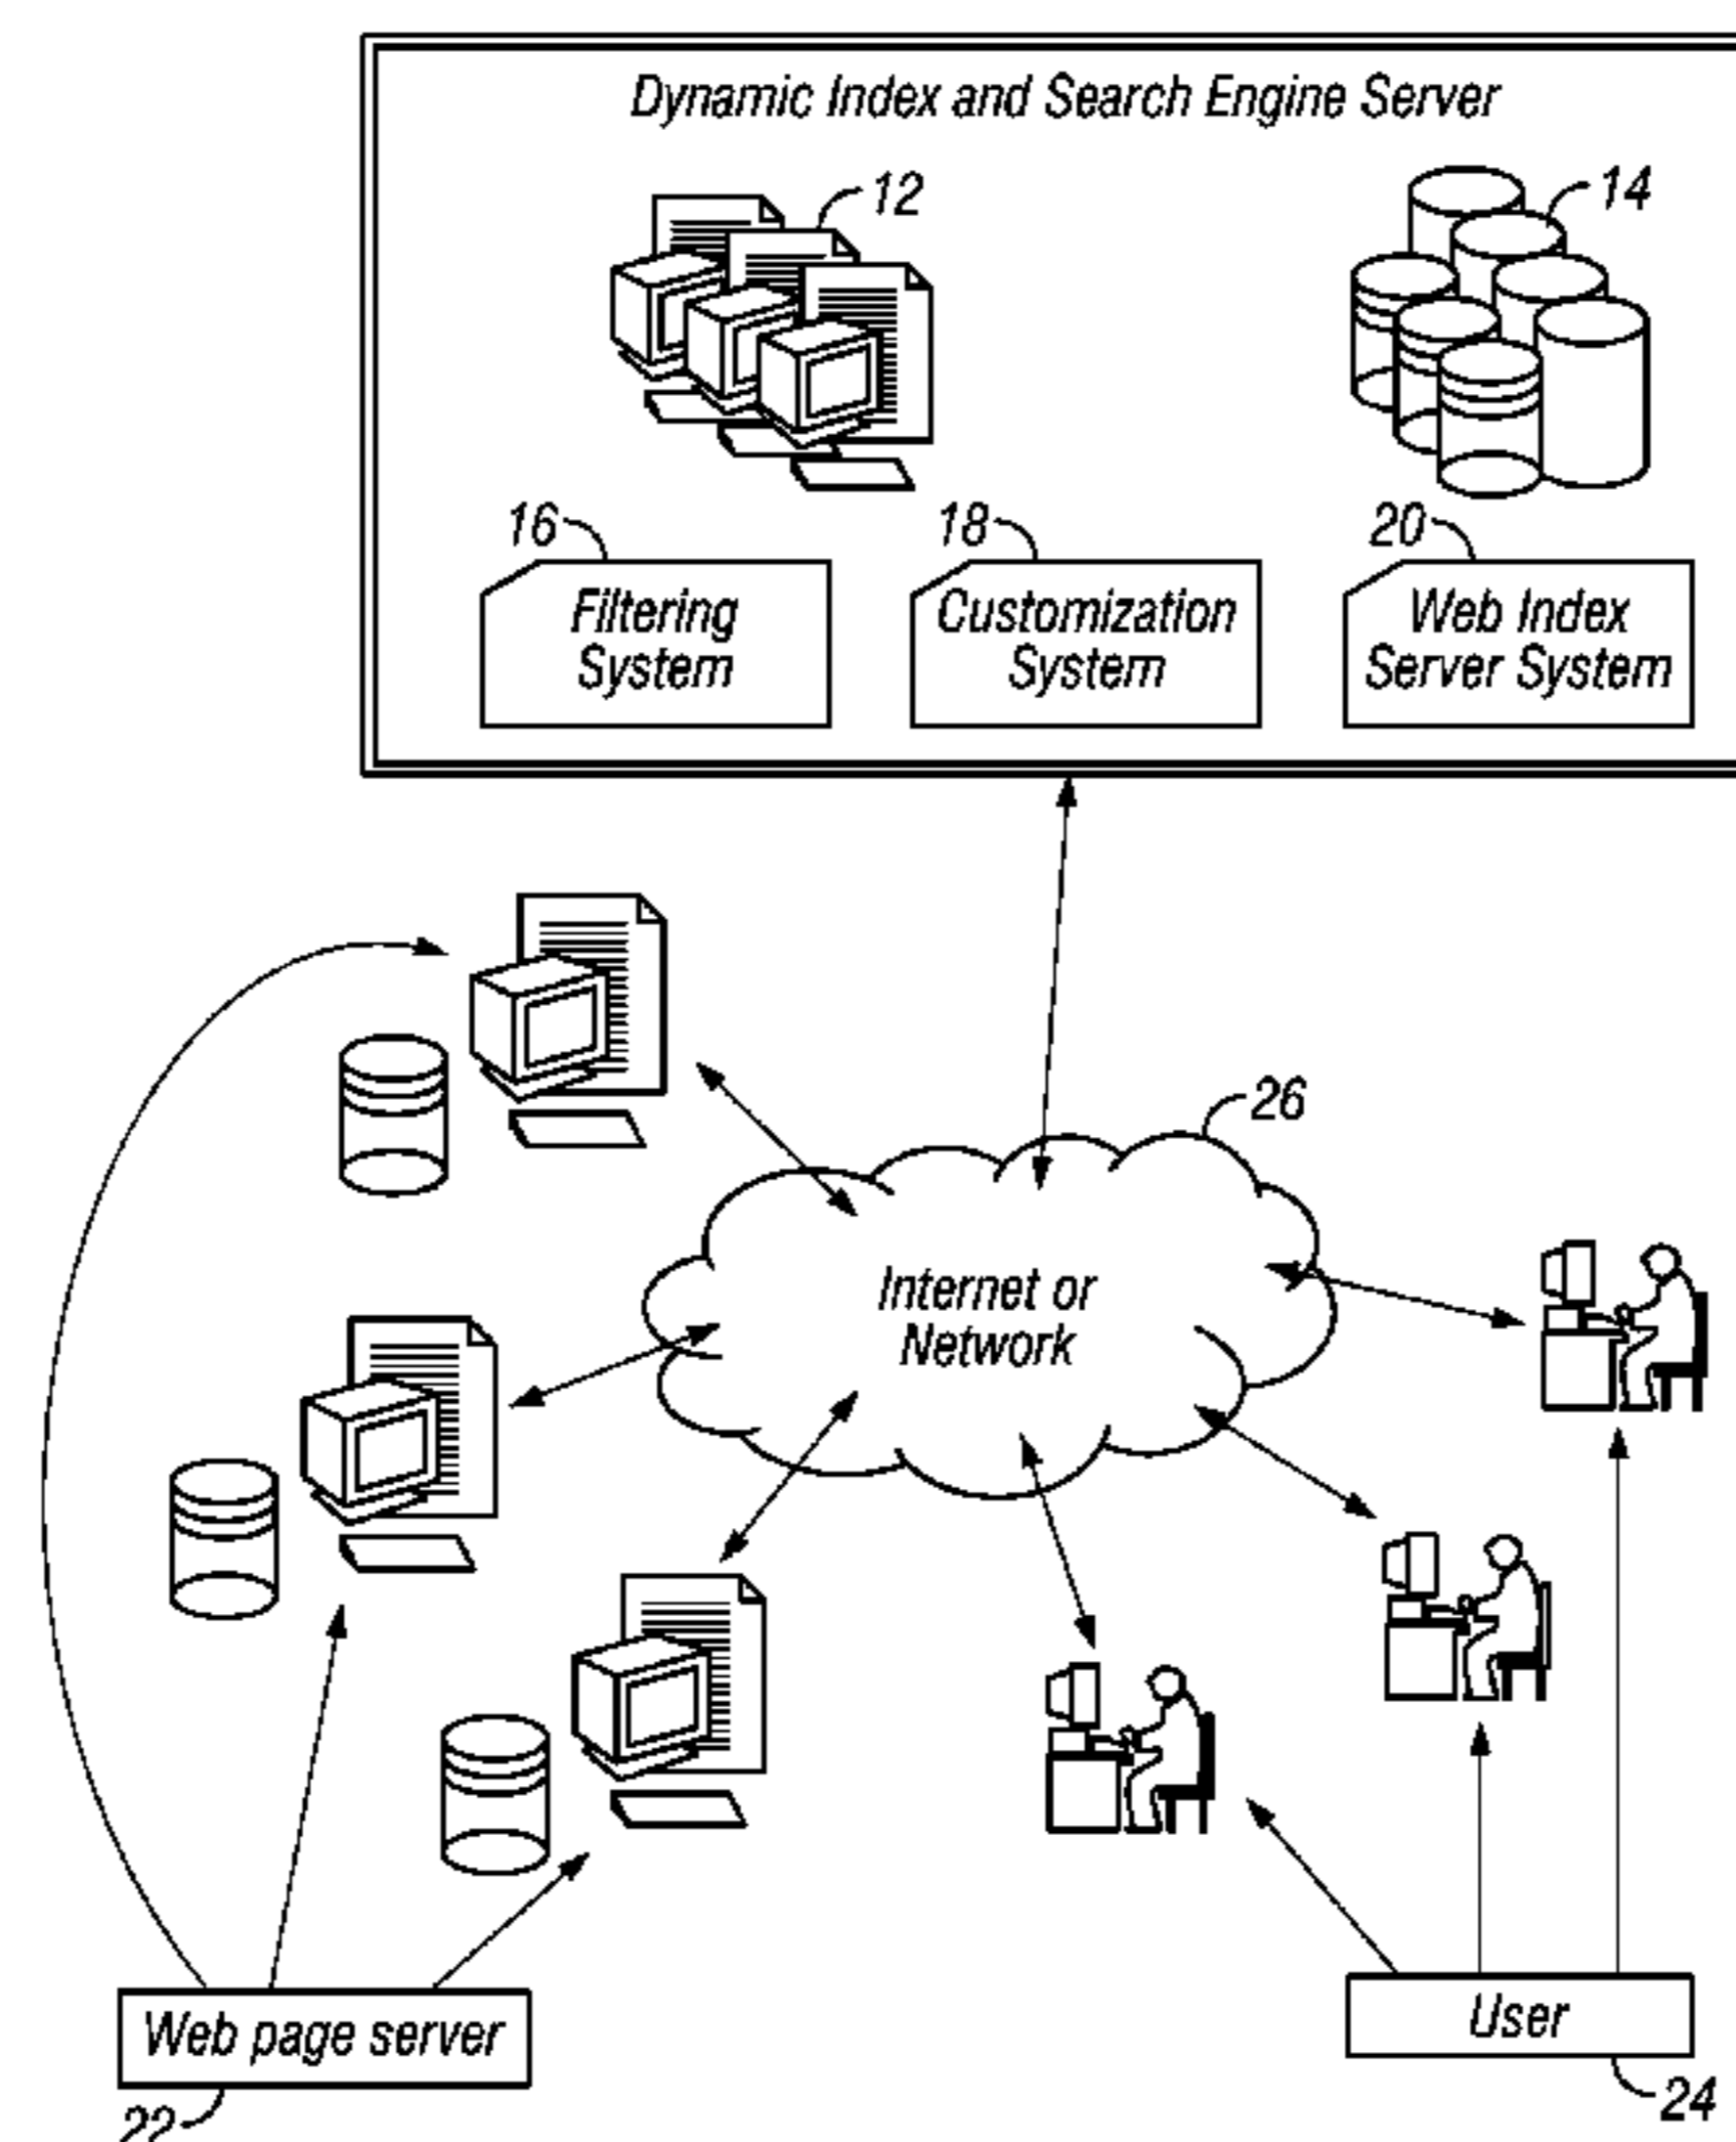 Dynamic Index and Search Engine Server
12
14
16
18
20
Filtering
System
Customization
System
Web Index
Server System
26
Internet or
Network
Web page server
User
22
24